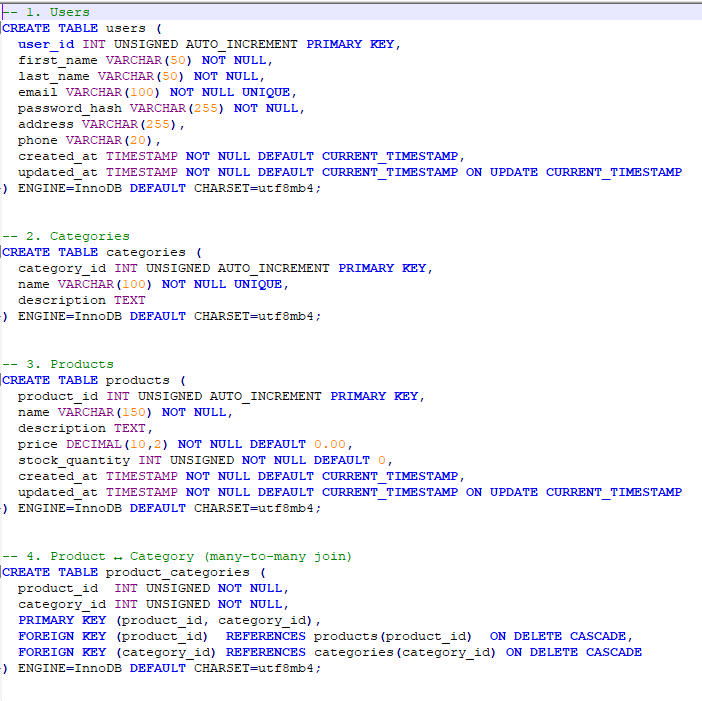 -- 1. Users
CREATE TABLE users (
  user_id INT UNSIGNED AUTO_INCREMENT PRIMARY KEY,
  first_name VARCHAR(50) NOT NULL,
  last_name VARCHAR(50) NOT NULL,
  email VARCHAR(100) NOT NULL UNIQUE,
  password_hash VARCHAR(255) NOT NULL,
  address VARCHAR(255),
  phone VARCHAR(20),
  created_at TIMESTAMP NOT NULL DEFAULT CURRENT_TIMESTAMP,
  updated_at TIMESTAMP NOT NULL DEFAULT CURRENT_TIMESTAMP ON UPDATE CURRENT_TIMESTAMP
) ENGINE=InnoDB DEFAULT CHARSET=utf8mb4;

-- 2. Categories
CREATE TABLE categories (
  category_id INT UNSIGNED AUTO_INCREMENT PRIMARY KEY,
  name VARCHAR(100) NOT NULL UNIQUE,
  description TEXT
) ENGINE=InnoDB DEFAULT CHARSET=utf8mb4;

-- 3. Products
CREATE TABLE products (
  product_id INT UNSIGNED AUTO_INCREMENT PRIMARY KEY,
  name VARCHAR(150) NOT NULL,
  description TEXT,
  price DECIMAL(10,2) NOT NULL DEFAULT 0.00,
  stock_quantity INT UNSIGNED NOT NULL DEFAULT 0,
  created_at TIMESTAMP NOT NULL DEFAULT CURRENT_TIMESTAMP,
  updated_at TIMESTAMP NOT NULL DEFAULT CURRENT_TIMESTAMP ON UPDATE CURRENT_TIMESTAMP
) ENGINE=InnoDB DEFAULT CHARSET=utf8mb4;

-- 4. Product ↔ Category (many-to-many join)
CREATE TABLE product_categories (
  product_id  INT UNSIGNED NOT NULL,
  category_id INT UNSIGNED NOT NULL,
  PRIMARY KEY (product_id, category_id),
  FOREIGN KEY (product_id)  REFERENCES products(product_id)  ON DELETE CASCADE,
  FOREIGN KEY (category_id) REFERENCES categories(category_id) ON DELETE CASCADE
) ENGINE=InnoDB DEFAULT CHARSET=utf8mb4;